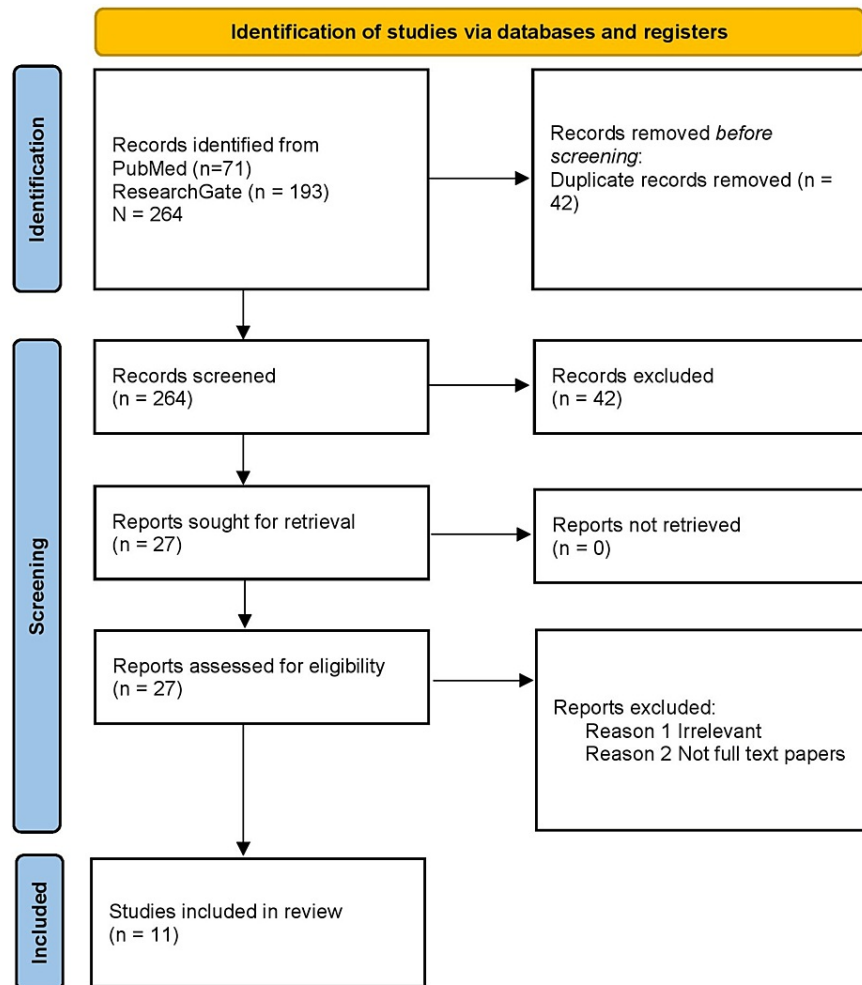 Identification of studies via databases and registers
Identification
Records identified from
PubMed (n=71)
ResearchGate (n = 193)
N = 264
Records removed before
screening:
Duplicate records removed (n =
42)
Screening
Records screened
(n = 264)
Records excluded
(n = 42)
Reports sought for retrieval
(n = 27)
Reports not retrieved
(n = 0)
Reports assessed for eligibility
(n = 27)
Reports excluded:
Reason 1 Irrelevant
Reason 2 Not full text papers
Included
Studies included in review
(n = 11)